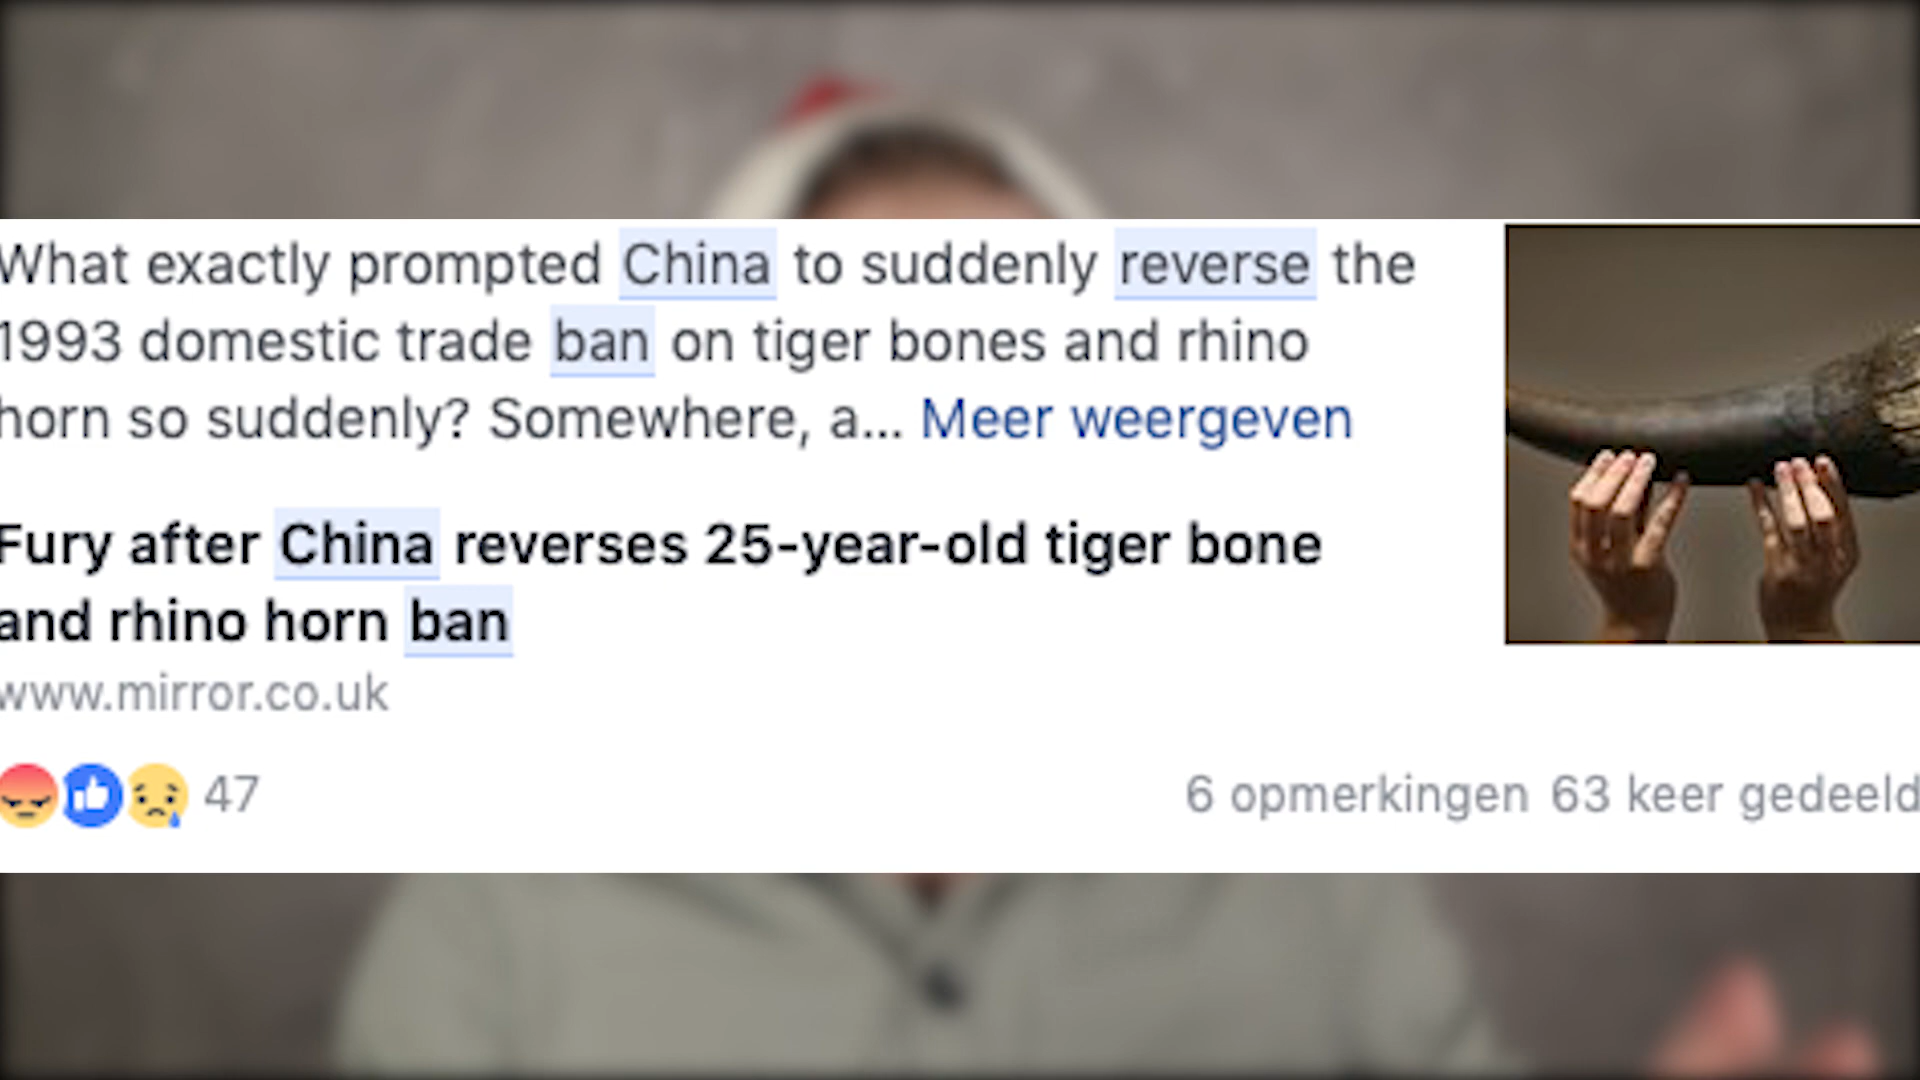 What exactly prompted China to suddenly reverse the
1993 domestic trade ban on tiger bones and rhino
horn so suddenly? Somewhere, a... Meer weergeven
Fury after China reverses 25-year-old tiger bone
and rhino horn ban
www.mirror.co.uk
47
6 opmerkingen 63 keer gedeeld